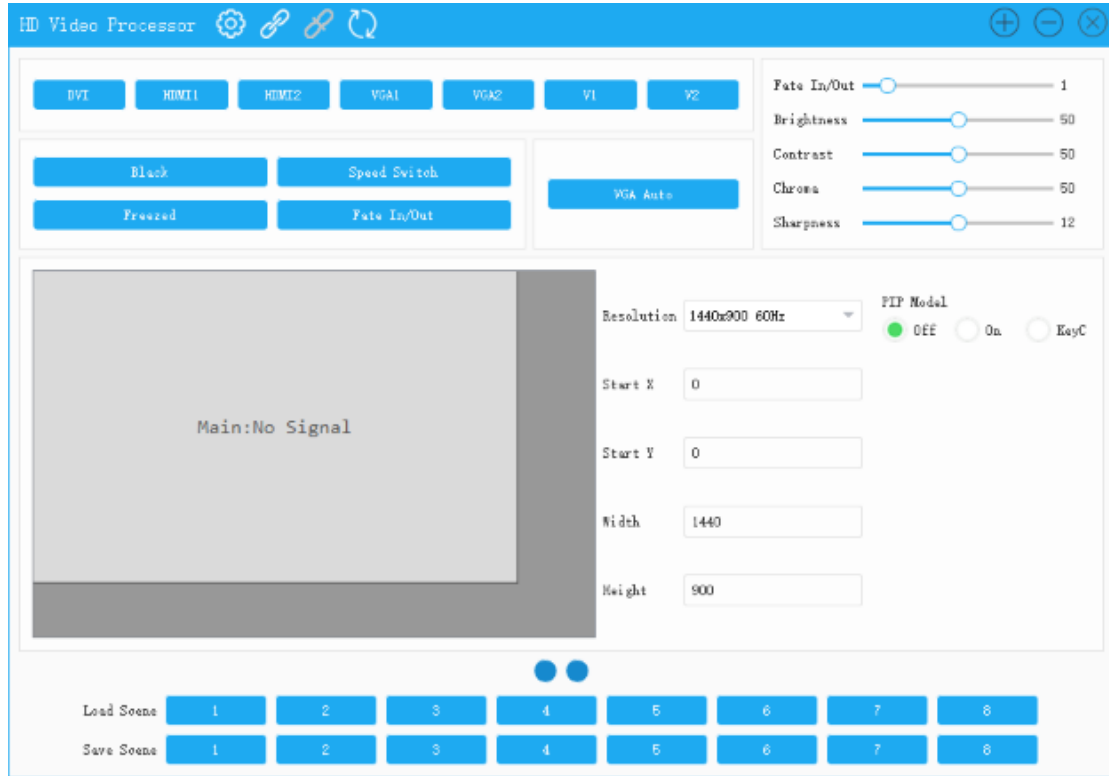 HD Video Processor
DVI HDMI1 HDMI2 VGA1 VGA2 V1 V2
Fate In/Out 1
Brightness 50
Contrast 50
Chroma 50
Sharpness 12
Black Speed Switch
Freezed Fate In/Out
VGA Auto
Main:No Signal
Resolution 1440x900 60Hz
PIP Model
Off On KeyC
Start X 0
Start Y 0
Width 1440
Height 900
Load Scene 1 2 3 4 5 6 7 8
Save Scene 1 2 3 4 5 6 7 8